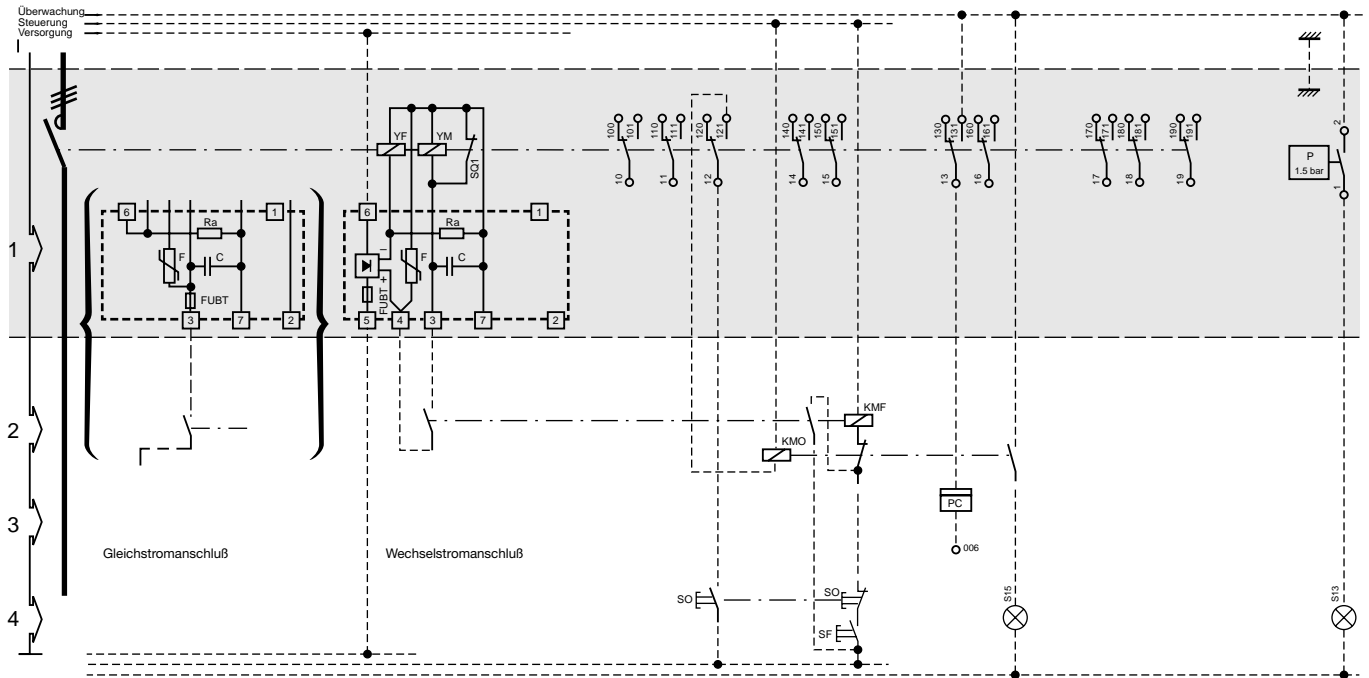 Überwachung
Steuerung
Versorgung
1
2
3
4
6
1
Ra
F
C
FUBT
3
7
2
Gleichstromanschluß
YF
YM
SQ1
6
1
Ra
–
+
F
C
FUBT
5
4
3
7
2
Wechselstromanschluß
100
101
10
110
111
11
120
121
12
140
141
14
150
151
15
130
131
13
160
161
16
170
171
17
180
181
18
190
191
19
P
1.5 bar
2
1
KMF
KMO
PC
006
SO
SO
SF
S15
S13